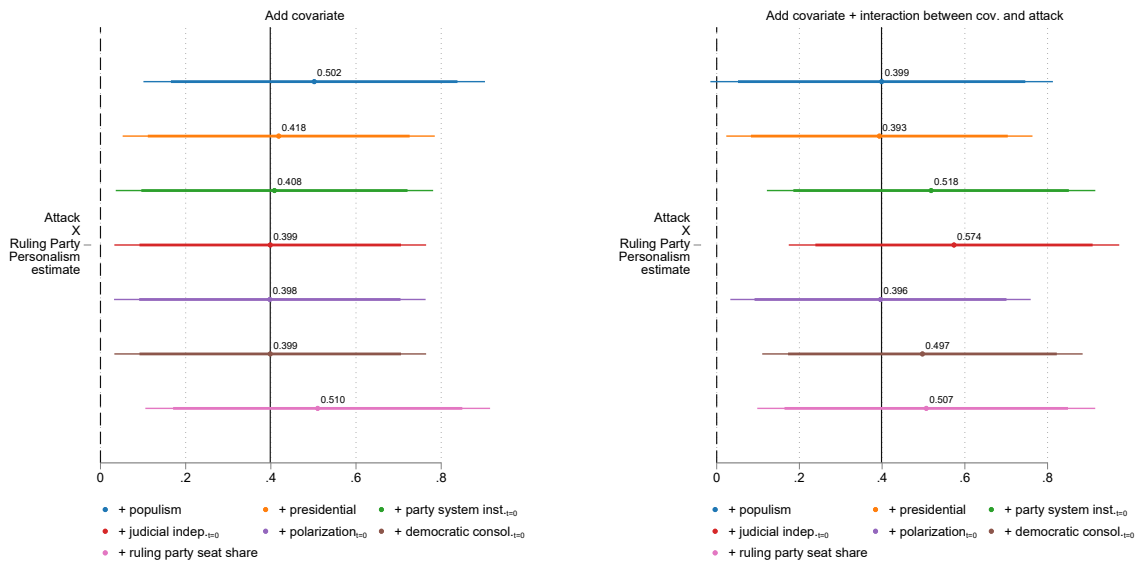 Add covariate
0.502
0.418
0.408
Attack
X
Ruling Party
Personalism
estimate
0.399
0.398
0.399
0.510
0 .2 .4 .6 .8
+ populism + presidential + party system inst.-t=0
+ judicial indep.-t=0 + polarizationt=0 + democratic consol.-t=0
+ ruling party seat share
Add covariate + interaction between cov. and attack
0.399
0.393
0.518
Attack
X
Ruling Party
Personalism
estimate
0.574
0.396
0.497
0.507
0 .2 .4 .6 .8
+ populism + presidential + party system inst.-t=0
+ judicial indep.-t=0 + polarizationt=0 + democratic consol.-t=0
+ ruling party seat share